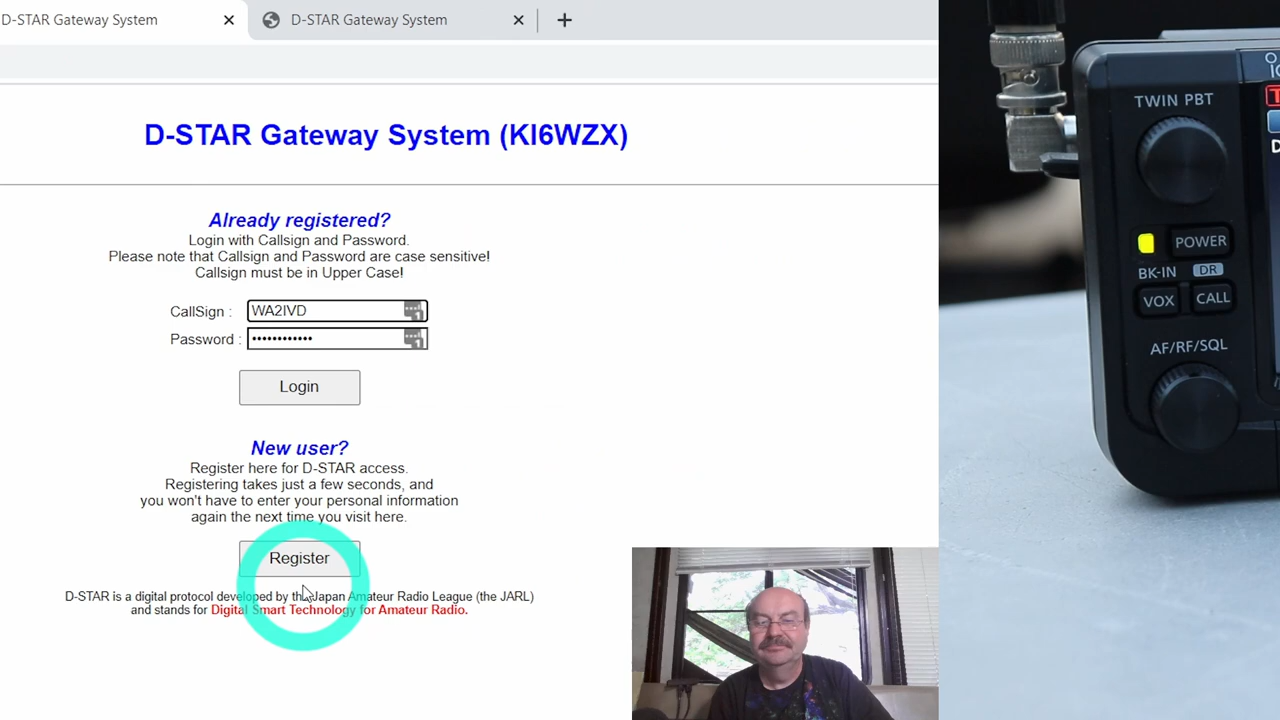 D-STAR Gateway System
D-STAR Gateway System
D-STAR Gateway System (KI6WZX)
Already registered?
Login with Callsign and Password.
Please note that Callsign and Password are case sensitive!
Callsign must be in Upper Case!
CallSign : WA2IVD
Password : ••••••••••••
Login
New user?
Register here for D-STAR access.
Registering takes just a few seconds, and
you won't have to enter your personal information
again the next time you visit here.
Register
D-STAR is a digital protocol developed by the Japan Amateur Radio League (the JARL)
and stands for Digital Smart Technology for Amateur Radio.
TWIN PBT
POWER
BK-IN DR
VOX CALL
AF/RF/SQL